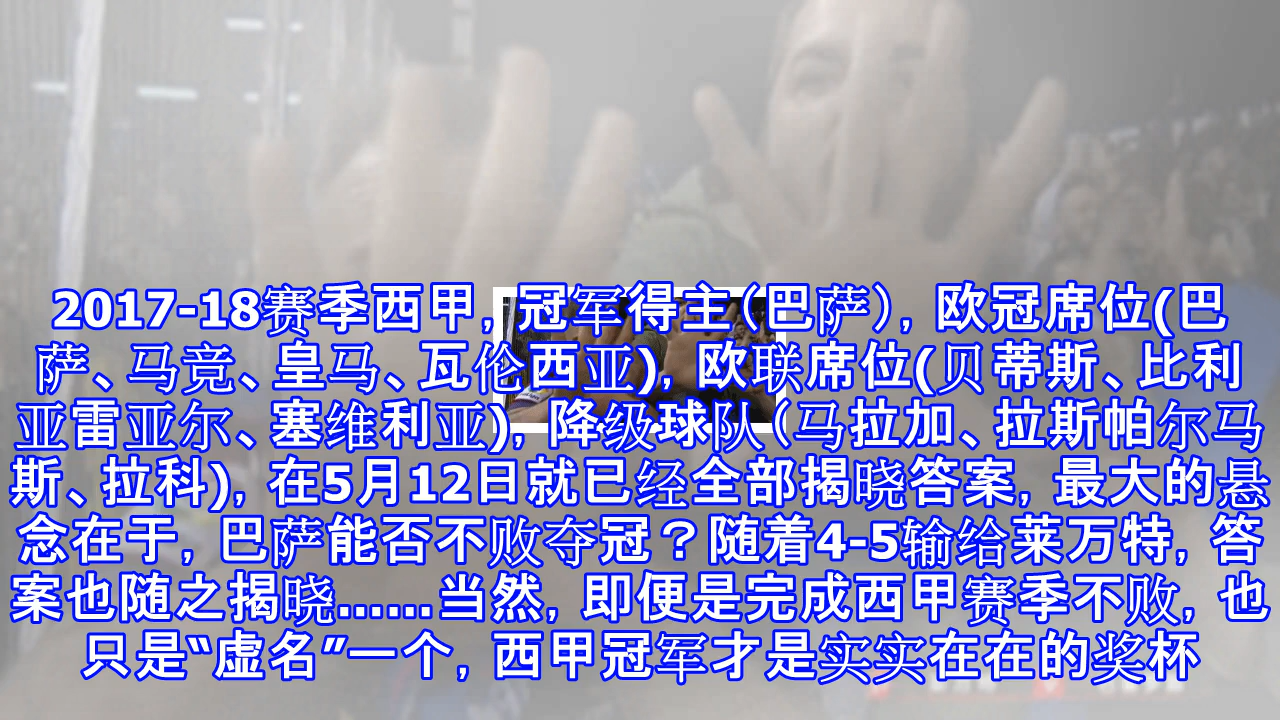 2017-18赛季西甲，冠军得主（巴萨），欧冠席位(巴
萨、马竞、皇马、瓦伦西亚)，欧联席位(贝蒂斯、比利
亚雷亚尔、塞维利亚)，降级球队（马拉加、拉斯帕尔马
斯、拉科)，在5月12日就已经全部揭晓答案，最大的悬
念在于，巴萨能否不败夺冠？随着4-5输给莱万特，答
案也随之揭晓……当然，即便是完成西甲赛季不败，也
只是“虚名”一个，西甲冠军才是实实在在的奖杯